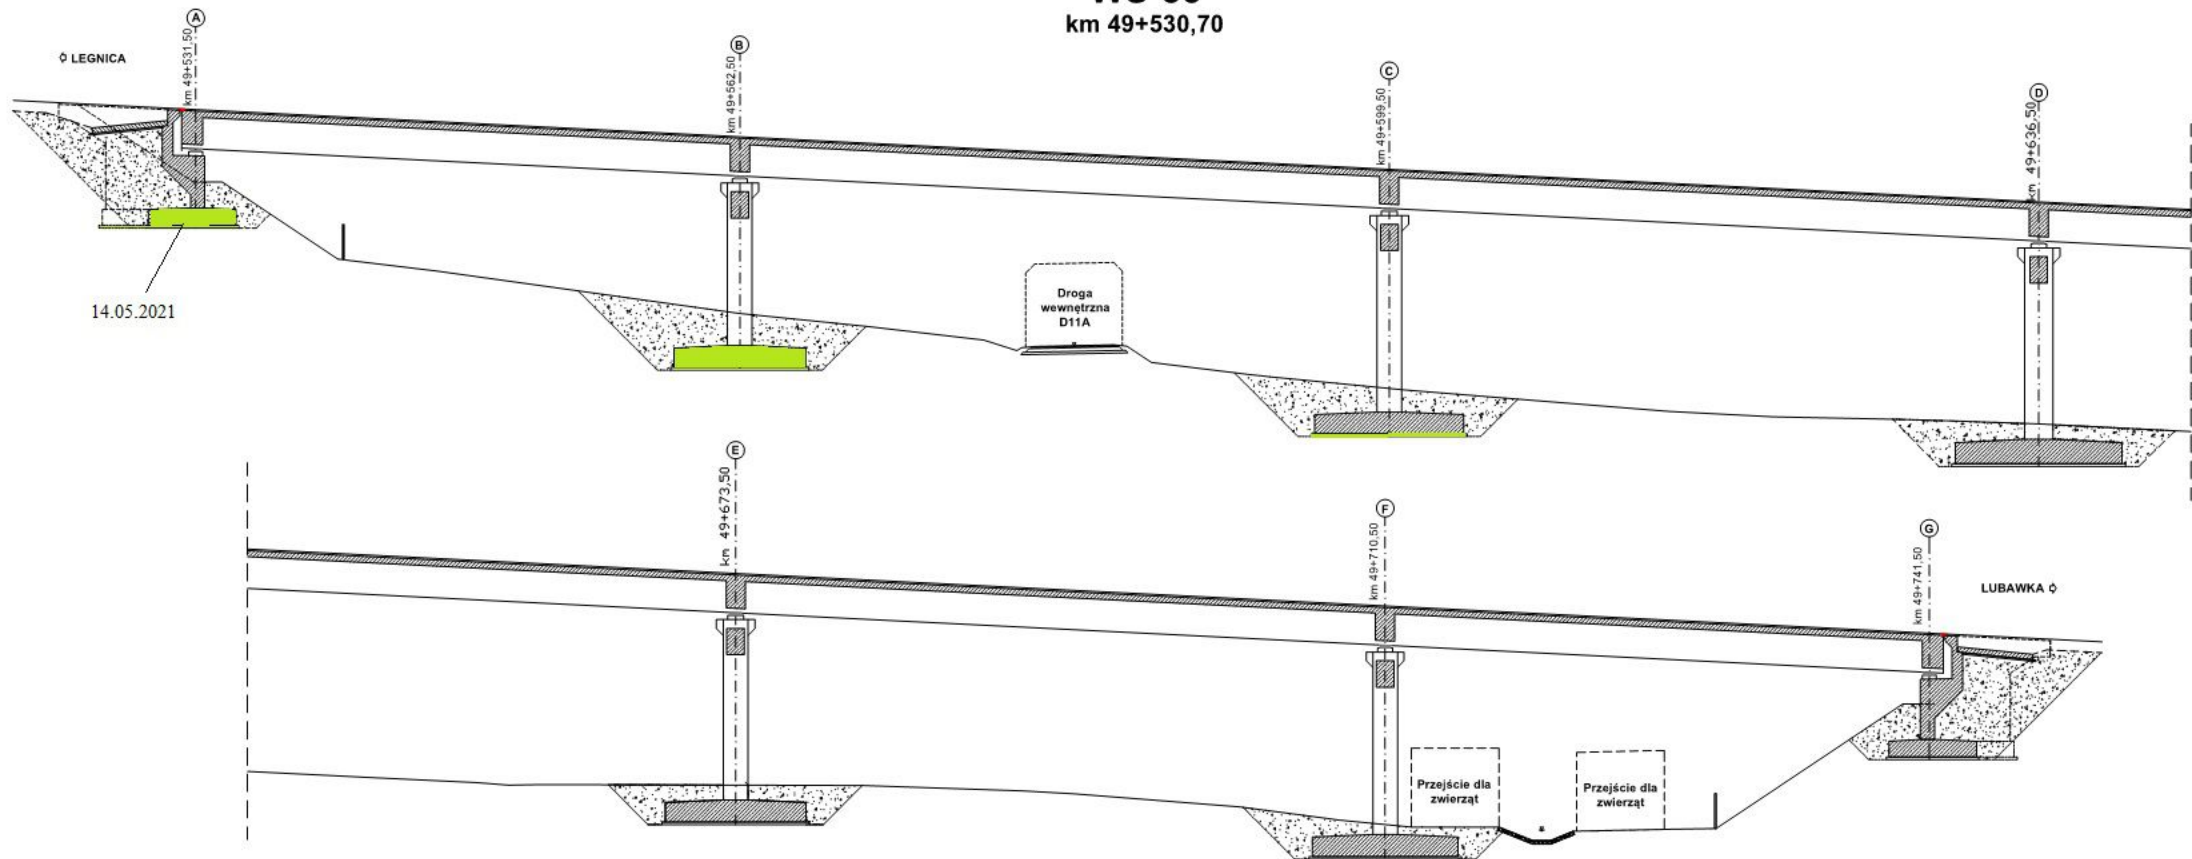 km 49+530,70
A
km 49+531,50
LEGNICA
B
km 49+562,50
C
km 49+599,50
D
km 49+636,50
14.05.2021
Droga
wewnętrzna
D11A
E
km 49+673,50
F
km 49+710,50
G
km 49+741,50
LUBAWKA
Przejście dla
zwierząt
Przejście dla
zwierząt